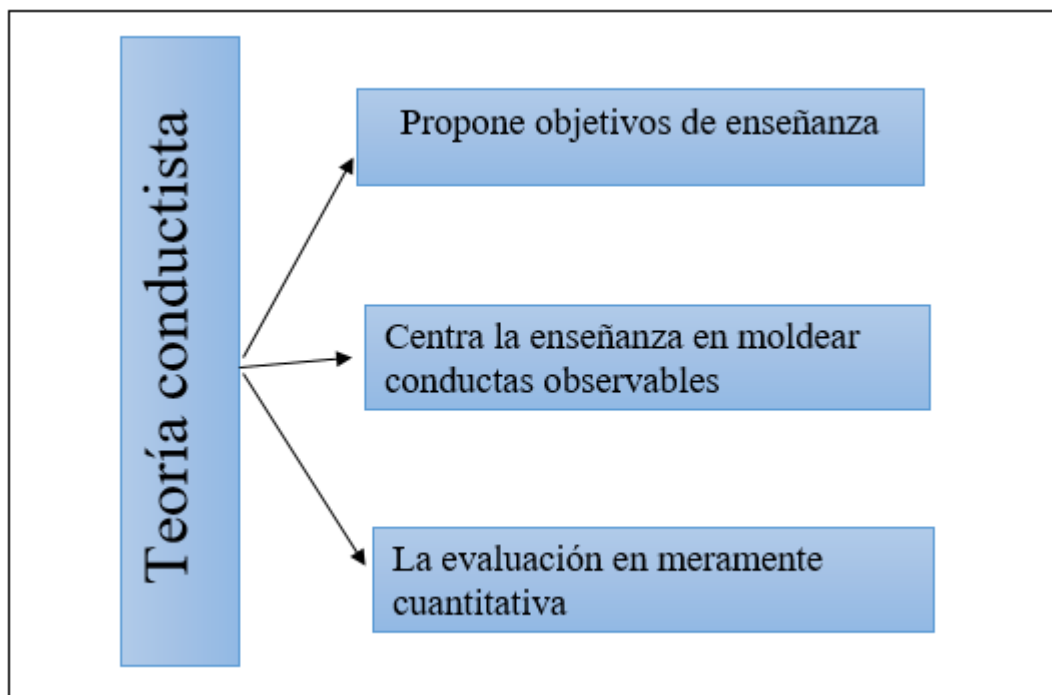 Teoría conductista
Propone objetivos de enseñanza
Centra la enseñanza en moldear
conductas observables
La evaluación en meramente
cuantitativa